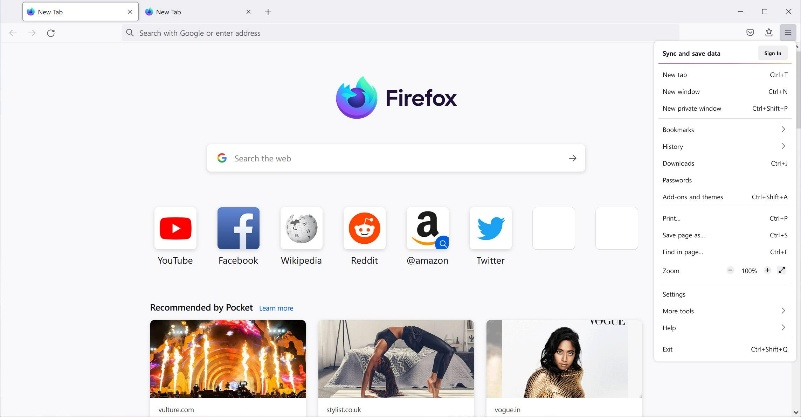 New Tab
New Tab
Search with Google or enter address
Sync and save data
Sign In
New tab Ctrl+T
New window Ctrl+N
New private window Ctrl+Shift+P
Bookmarks
History
Downloads Ctrl+J
Passwords
Add-ons and themes Ctrl+Shift+A
Print... Ctrl+P
Save page as... Ctrl+S
Find in page... Ctrl+F
Zoom 100%
Settings
More tools
Help
Exit Ctrl+Shift+Q
Firefox
Search the web
YouTube
Facebook
Wikipedia
Reddit
@amazon
Twitter
Recommended by Pocket Learn more
VOGUE
vulture.com
stylist.co.uk
vogue.in